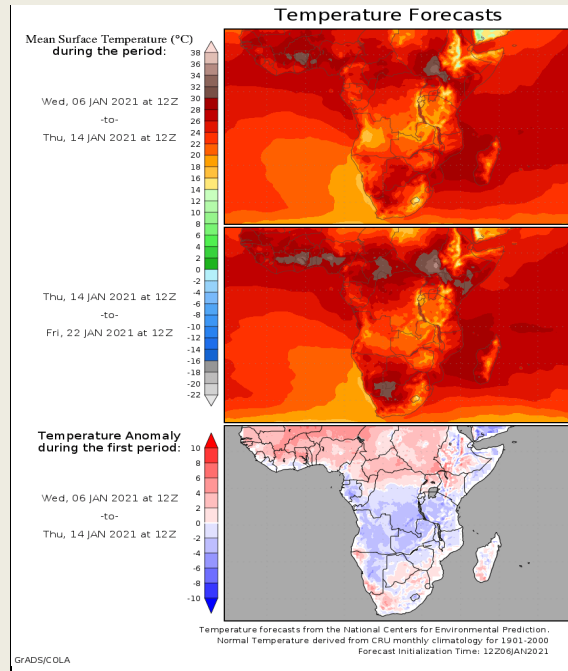 Temperature Forecasts
Mean Surface Temperature (°C)
during the period:
Wed, 06 JAN 2021 at 12Z
-to-
Thu, 14 JAN 2021 at 12Z
38
36
34
32
30
28
26
24
22
20
18
16
14
12
10
8
6
4
2
0
-2
-4
-6
-8
-10
-12
-14
-16
-18
-20
-22
Thu, 14 JAN 2021 at 12Z
-to-
Fri, 22 JAN 2021 at 12Z
Temperature Anomaly
during the first period:
Wed, 06 JAN 2021 at 12Z
-to-
Thu, 14 JAN 2021 at 12Z
10
8
6
4
2
0
-2
-4
-6
-8
-10
Temperature forecasts from the National Centers for Environmental Prediction.
Normal Temperature derived from CRU monthly climatology for 1901-2000
Forecast Initialization Time: 12Z06JAN2021
GrADS/COLA